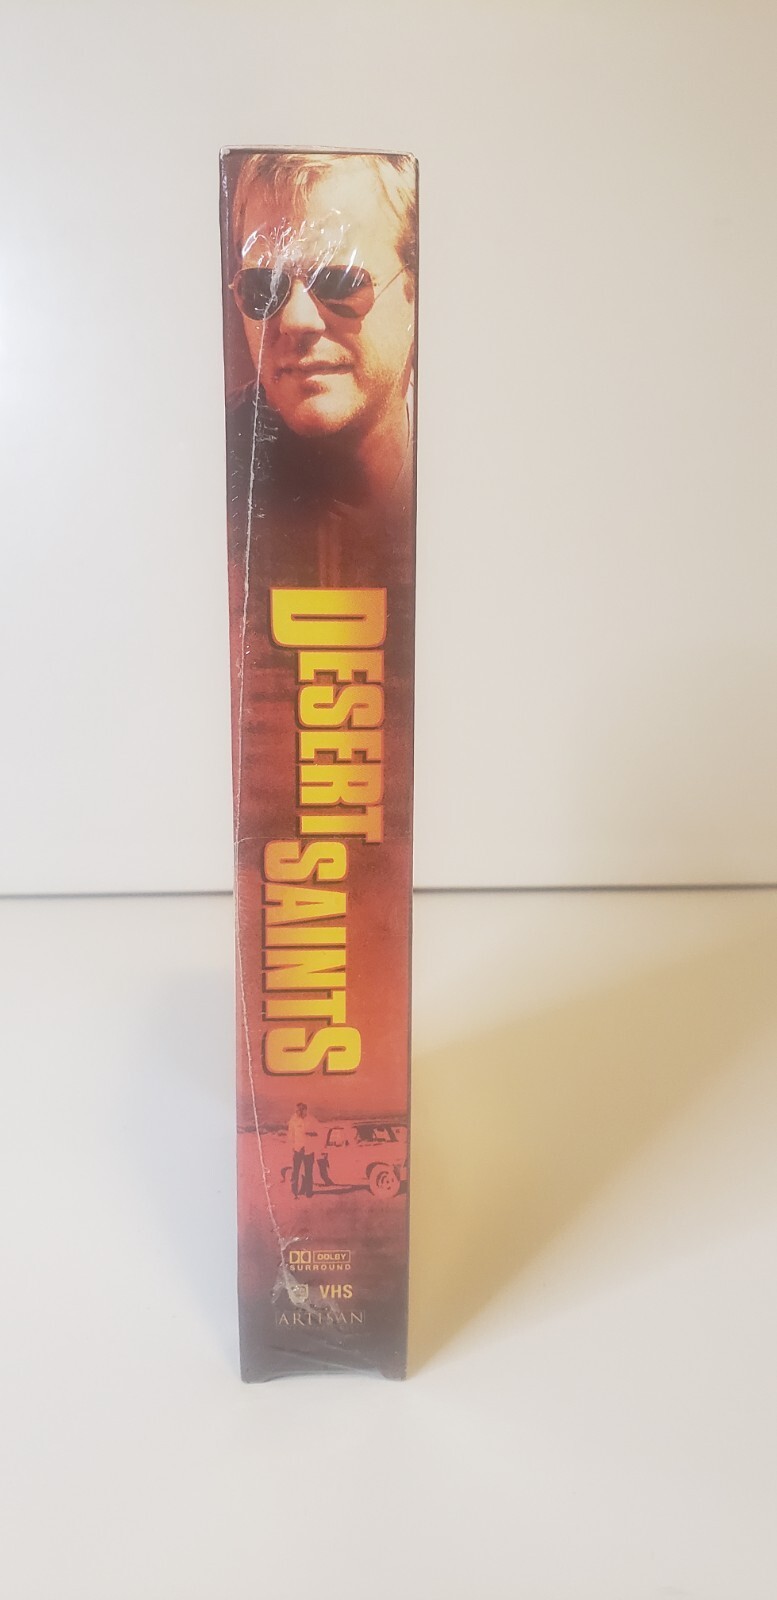 DESERT SAINTS
DOLBY
SURROUND
VHS
ARTISAN